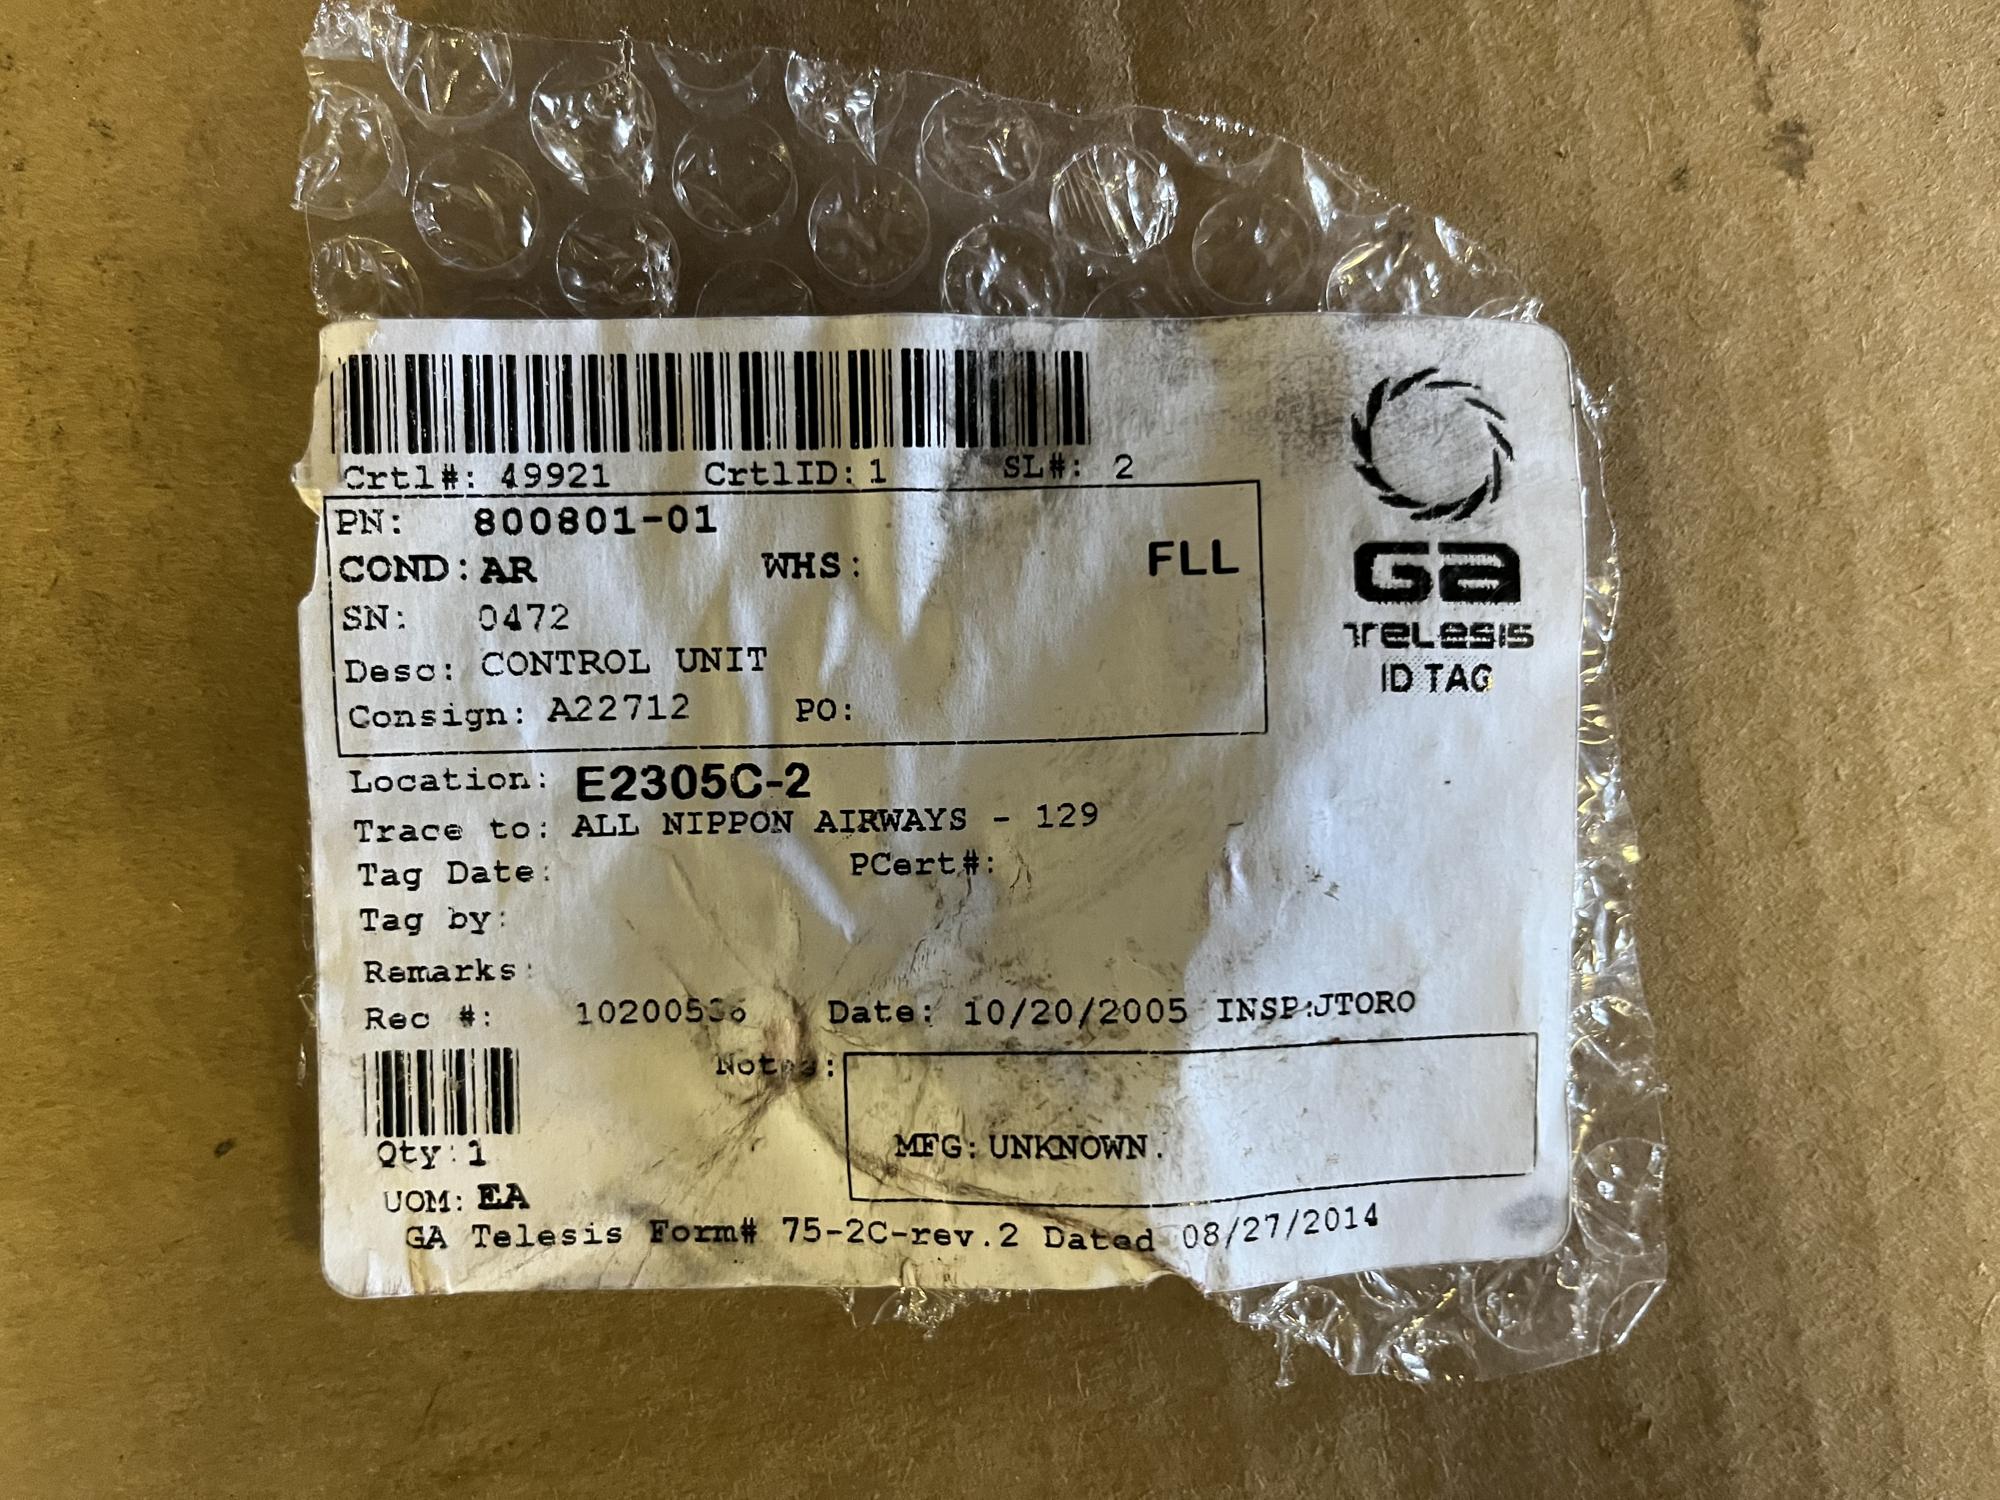 Crtl#: 49921 CrtlID: 1 SL#: 2
PN: 800801-01
COND: AR WHS: FLL
SN: 0472
Desc: CONTROL UNIT
Consign: A22712 PO:
GA
TELESIS
ID TAG
Location: E2305C-2
Trace to: ALL NIPPON AIRWAYS - 129
Tag Date: PCert#:
Tag by:
Remarks:
Rec #: Date: 10/20/2005 INSP:JTORO
Notes:
MFG: UNKNOWN.
Qty: 1
UOM: EA
GA Telesis Form# 75-2C-rev.2 Dated 08/27/2014